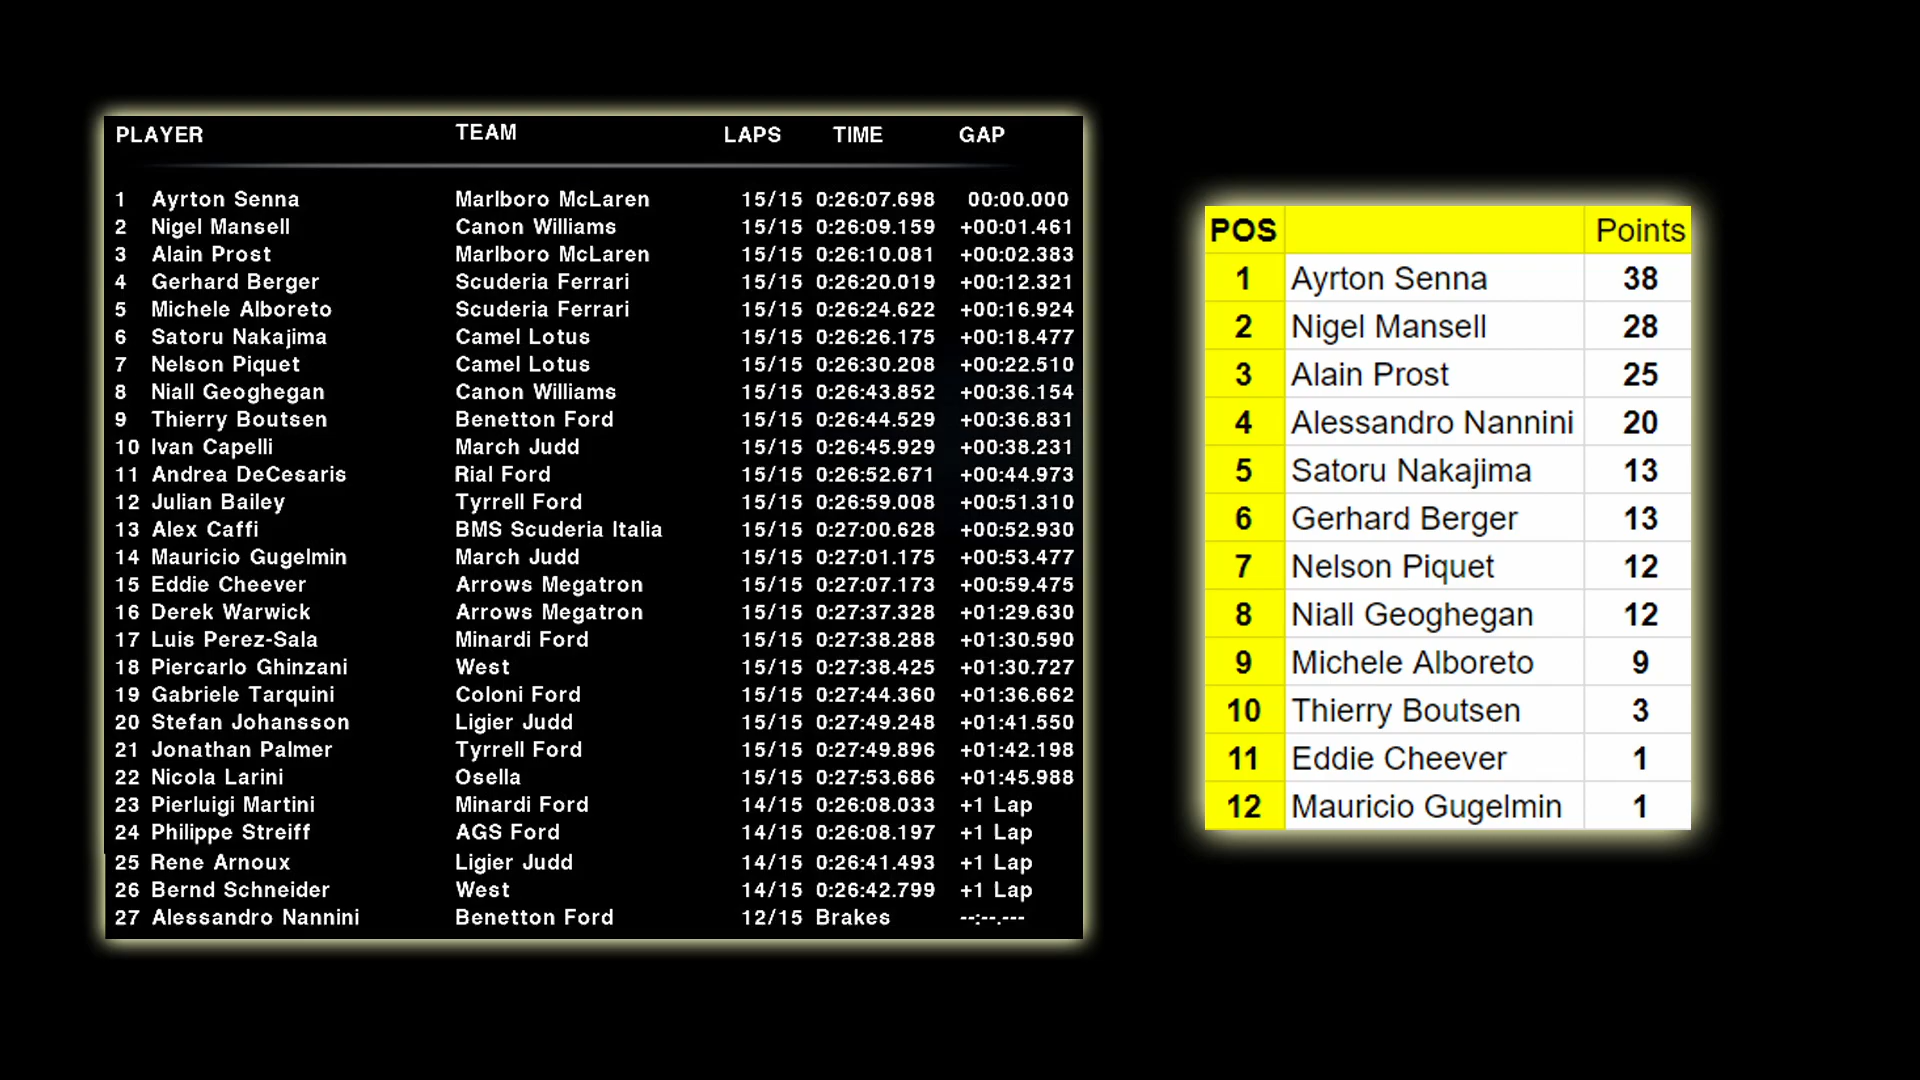 PLAYER TEAM LAPS TIME GAP
1 Ayrton Senna Marlboro McLaren 15/15 0:26:07.698 00:00.000
2 Nigel Mansell Canon Williams 15/15 0:26:09.159 +00:01.461
3 Alain Prost Marlboro McLaren 15/15 0:26:10.081 +00:02.383
4 Gerhard Berger Scuderia Ferrari 15/15 0:26:20.019 +00:12.321
5 Michele Alboreto Scuderia Ferrari 15/15 0:26:24.622 +00:16.924
6 Satoru Nakajima Camel Lotus 15/15 0:26:26.175 +00:18.477
7 Nelson Piquet Camel Lotus 15/15 0:26:30.208 +00:22.510
8 Niall Geoghegan Canon Williams 15/15 0:26:43.852 +00:36.154
9 Thierry Boutsen Benetton Ford 15/15 0:26:44.529 +00:36.831
10 Ivan Capelli March Judd 15/15 0:26:45.929 +00:38.231
11 Andrea DeCesaris Rial Ford 15/15 0:26:52.671 +00:44.973
12 Julian Bailey Tyrrell Ford 15/15 0:26:59.008 +00:51.310
13 Alex Caffi BMS Scuderia Italia 15/15 0:27:00.628 +00:52.930
14 Mauricio Gugelmin March Judd 15/15 0:27:01.175 +00:53.477
15 Eddie Cheever Arrows Megatron 15/15 0:27:07.173 +00:59.475
16 Derek Warwick Arrows Megatron 15/15 0:27:37.328 +01:29.630
17 Luis Perez-Sala Minardi Ford 15/15 0:27:38.288 +01:30.590
18 Piercarlo Ghinzani West 15/15 0:27:38.425 +01:30.727
19 Gabriele Tarquini Coloni Ford 15/15 0:27:44.360 +01:36.662
20 Stefan Johansson Ligier Judd 15/15 0:27:49.248 +01:41.550
21 Jonathan Palmer Tyrrell Ford 15/15 0:27:49.896 +01:42.198
22 Nicola Larini Osella 15/15 0:27:53.686 +01:45.988
23 Pierluigi Martini Minardi Ford 14/15 0:26:08.033 +1 Lap
24 Philippe Streiff AGS Ford 14/15 0:26:08.197 +1 Lap
25 Rene Arnoux Ligier Judd 14/15 0:26:41.493 +1 Lap
26 Bernd Schneider West 14/15 0:26:42.799 +1 Lap
27 Alessandro Nannini Benetton Ford 12/15 Brakes --:--.---
POS Points
1 Ayrton Senna 38
2 Nigel Mansell 28
3 Alain Prost 25
4 Alessandro Nannini 20
5 Satoru Nakajima 13
6 Gerhard Berger 13
7 Nelson Piquet 12
8 Niall Geoghegan 12
9 Michele Alboreto 9
10 Thierry Boutsen 3
11 Eddie Cheever 1
12 Mauricio Gugelmin 1